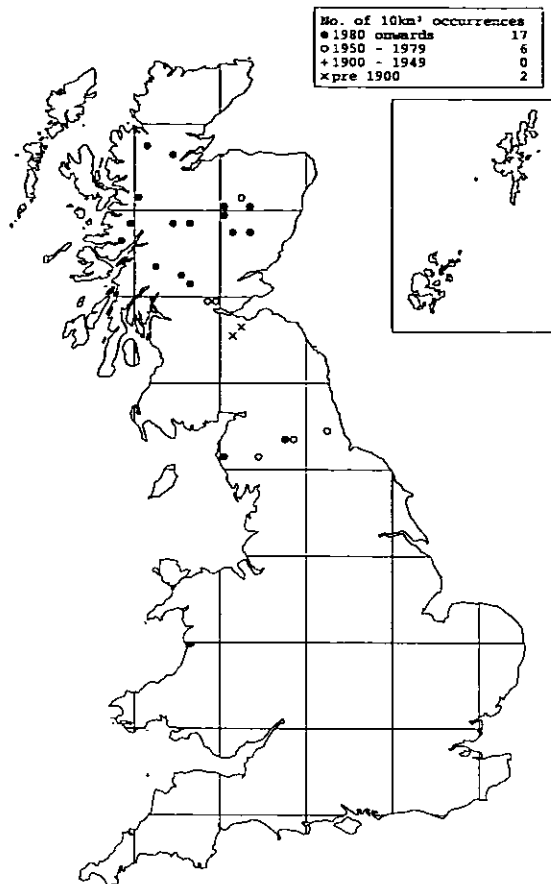 No. of 10km² occurrences
● 1980 onwards 17
○ 1950 - 1979 6
+ 1900 - 1949 0
× pre 1900 2